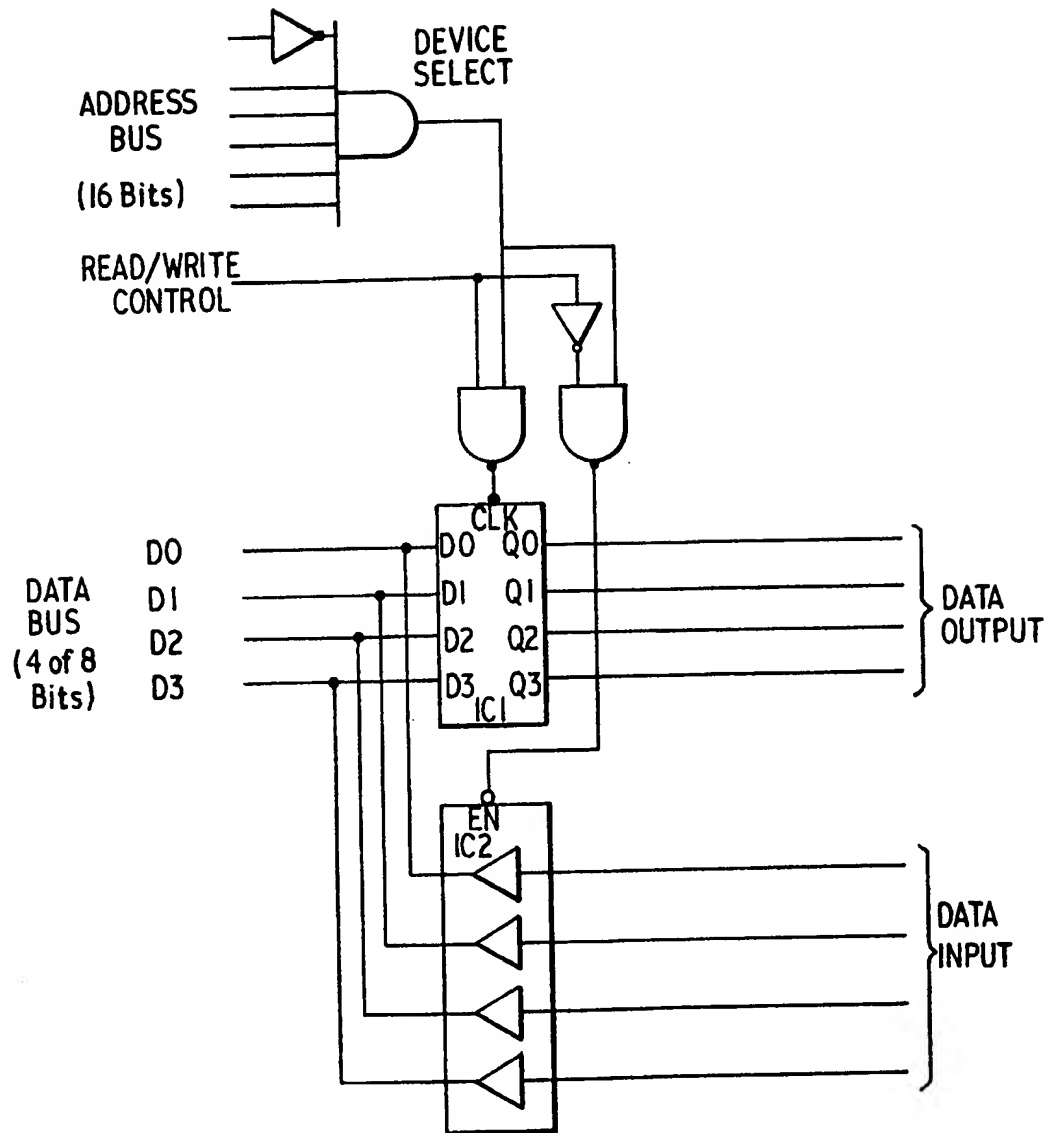 DEVICE
SELECT
ADDRESS
BUS
(16 Bits)
READ/WRITE
CONTROL
CLK
D0
D0
Q0
DATA
BUS
(4 of 8
Bits)
D1
D1
Q1
D2
D2
Q2
D3
D3
Q3
IC1
DATA
OUTPUT
EN
IC2
DATA
INPUT